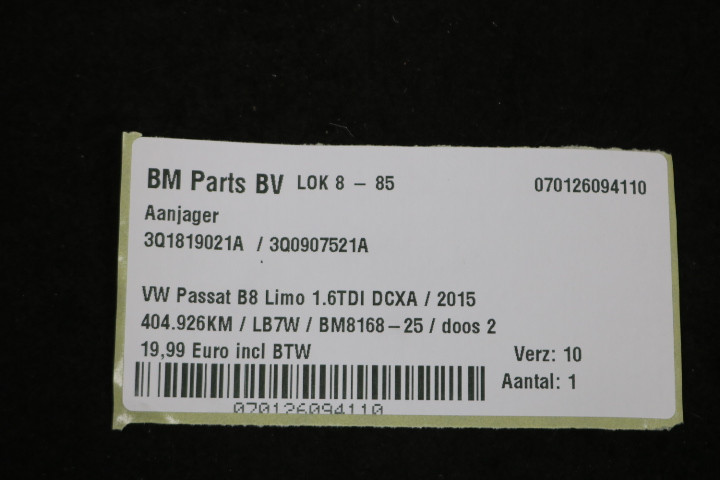 BM Parts BV LOK 8 - 85 070126094110
Aanjager
3Q1819021A / 3Q0907521A
VW Passat B8 Limo 1.6TDI DCXA / 2015
404.926KM / LB7W / BM8168-25 / doos 2
19,99 Euro incl BTW Verz: 10
Aantal: 1
070126094110